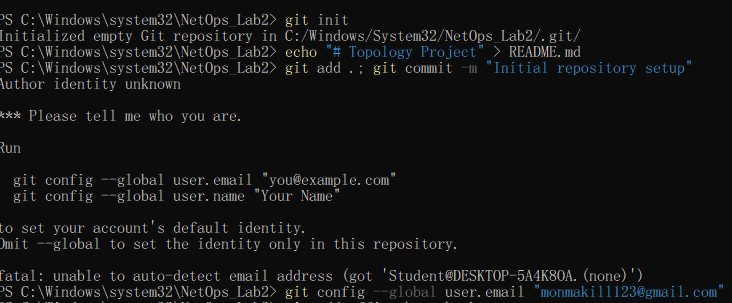 PS C:\Windows\system32\NetOps_Lab2> git init
Initialized empty Git repository in C:/Windows/System32/NetOps_Lab2/.git/
PS C:\Windows\system32\NetOps_Lab2> echo "# Topology Project" > README.md
PS C:\Windows\system32\NetOps_Lab2> git add .; git commit -m "Initial repository setup"
Author identity unknown
*** Please tell me who you are.
Run
git config --global user.email "you@example.com"
git config --global user.name "Your Name"
to set your account's default identity.
Omit --global to set the identity only in this repository.
fatal: unable to auto-detect email address (got 'Student@DESKTOP-5A4K8OA.(none)')
PS C:\Windows\system32\NetOps_Lab2> git config --global user.email "monmakilll123@gmail.com"